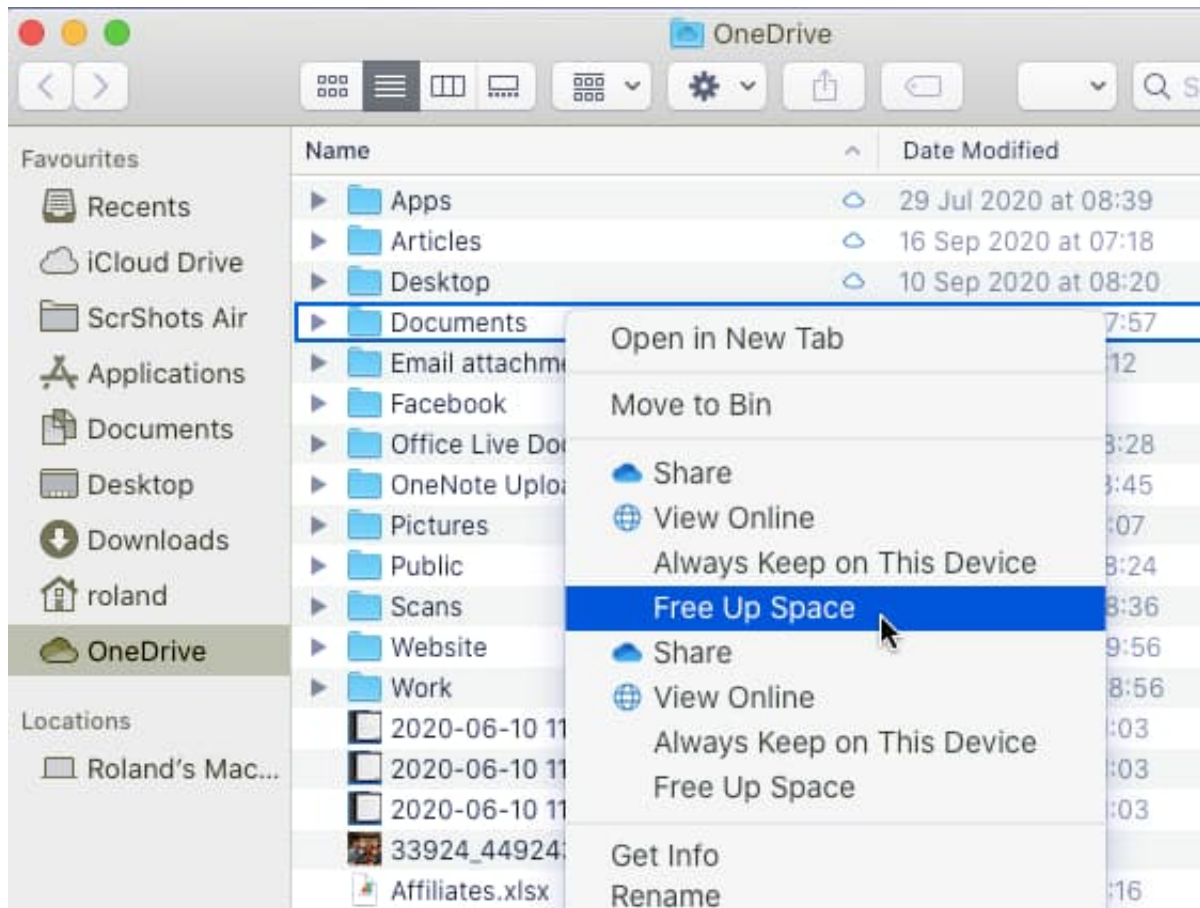 OneDrive
S
Favourites
Recents
iCloud Drive
ScrShots Air
Applications
Documents
Desktop
Downloads
roland
OneDrive
Locations
Roland's Mac...
Name Date Modified
Apps 29 Jul 2020 at 08:39
Articles 16 Sep 2020 at 07:18
Desktop 10 Sep 2020 at 08:20
Documents 7:57
Email attachme :12
Facebook
Office Live Do 8:28
OneNote Uploa :45
Pictures :07
Public 8:24
Scans 8:36
Website 9:56
Work 8:56
2020-06-10 11 :03
2020-06-10 11 :03
2020-06-10 11 :03
33924_44924
Affiliates.xlsx :16
Open in New Tab
Move to Bin
Share
View Online
Always Keep on This Device
Free Up Space
Share
View Online
Always Keep on This Device
Free Up Space
Get Info
Rename